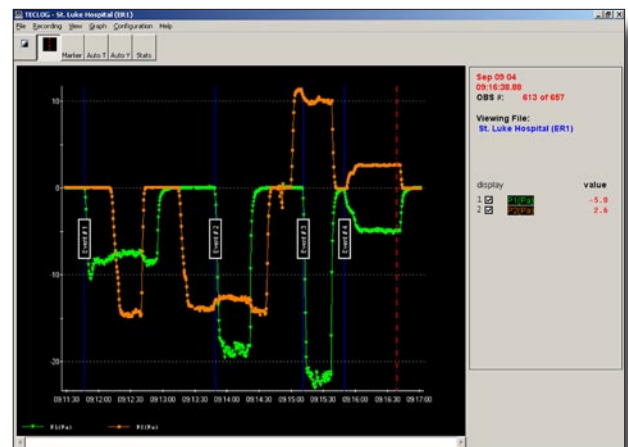 TECLOG - St. Luke Hospital (ER1)
File Recording View Graph Configuration Help
Marker Auto T Auto Y Stats
Sep 09 04
09:16:38.88
OBS #: 613 of 657
Viewing File:
St. Luke Hospital (ER1)
display value
1 P1(Pa) -5.0
2 P2(Pa) 2.6
10
0
-10
-20
Event # 1
Event # 2
Event # 3
Event # 4
09:11:30 09:12:00 09:12:30 09:13:00 09:13:30 09:14:00 09:14:30 09:15:00 09:15:30 09:16:00 09:16:30 09:17:00
P1(Pa) P2(Pa)